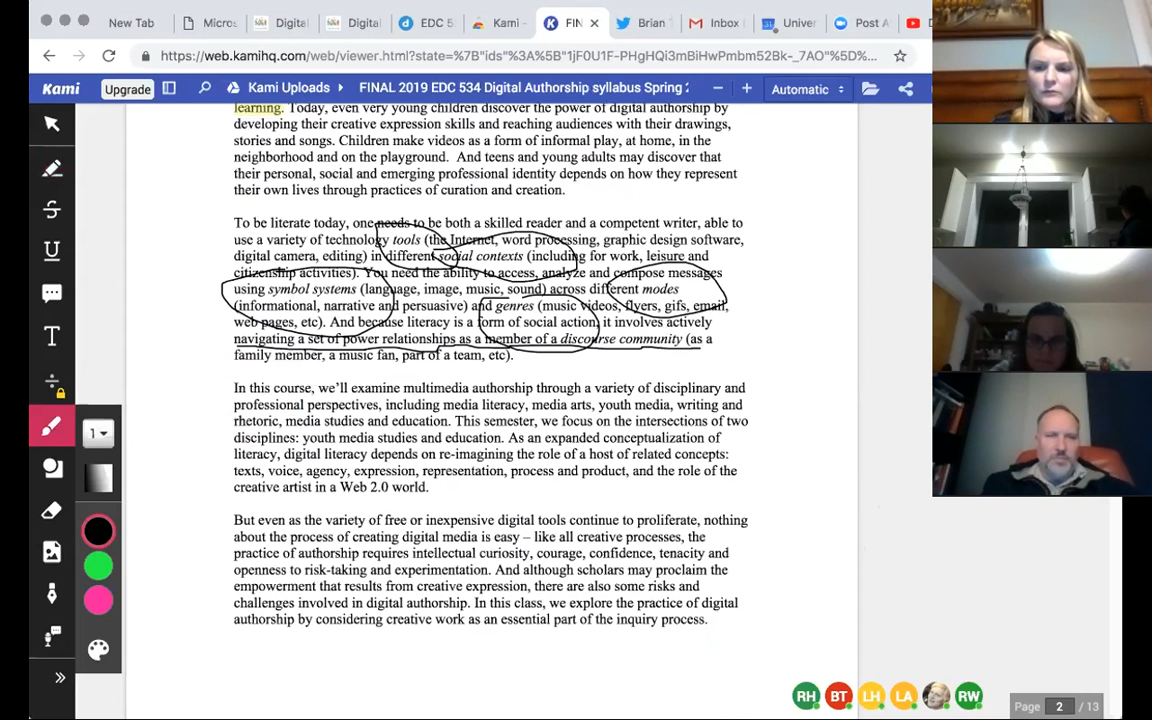 New Tab
Micros
Digital
Digital
EDC 5
Kami -
FIN
Brian
Inbox (
Univer
Post A
https://web.kamihq.com/web/viewer.html?state=%7B"ids"%3A%5B"1jF0U1F-PHgHQi3mBiHwPmbm52Bk-_7AO"%5D%...
Kami
Upgrade
Kami Uploads
FINAL 2019 EDC 534 Digital Authorship syllabus Spring 2
Automatic
learning. Today, even very young children discover the power of digital authorship by
developing their creative expression skills and reaching audiences with their drawings,
stories and songs. Children make videos as a form of informal play, at home, in the
neighborhood and on the playground. And teens and young adults may discover that
their personal, social and emerging professional identity depends on how they represent
their own lives through practices of curation and creation.
To be literate today, one needs to be both a skilled reader and a competent writer, able to
use a variety of technology tools (the Internet, word processing, graphic design software,
digital camera, editing) in different social contexts (including for work, leisure and
citizenship activities). You need the ability to access, analyze and compose messages
using symbol systems (language, image, music, sound) across different modes
(informational, narrative and persuasive) and genres (music videos, flyers, gifs, email,
web pages, etc). And because literacy is a form of social action, it involves actively
navigating a set of power relationships as a member of a discourse community (as a
family member, a music fan, part of a team, etc).
In this course, we'll examine multimedia authorship through a variety of disciplinary and
professional perspectives, including media literacy, media arts, youth media, writing and
rhetoric, media studies and education. This semester, we focus on the intersections of two
disciplines: youth media studies and education. As an expanded conceptualization of
literacy, digital literacy depends on re-imagining the role of a host of related concepts:
texts, voice, agency, expression, representation, process and product, and the role of the
creative artist in a Web 2.0 world.
But even as the variety of free or inexpensive digital tools continue to proliferate, nothing
about the process of creating digital media is easy – like all creative processes, the
practice of authorship requires intellectual curiosity, courage, confidence, tenacity and
openness to risk-taking and experimentation. And although scholars may proclaim the
empowerment that results from creative expression, there are also some risks and
challenges involved in digital authorship. In this class, we explore the practice of digital
authorship by considering creative work as an essential part of the inquiry process.
1
RH
BT
LH
LA
RW
Page 2 / 13